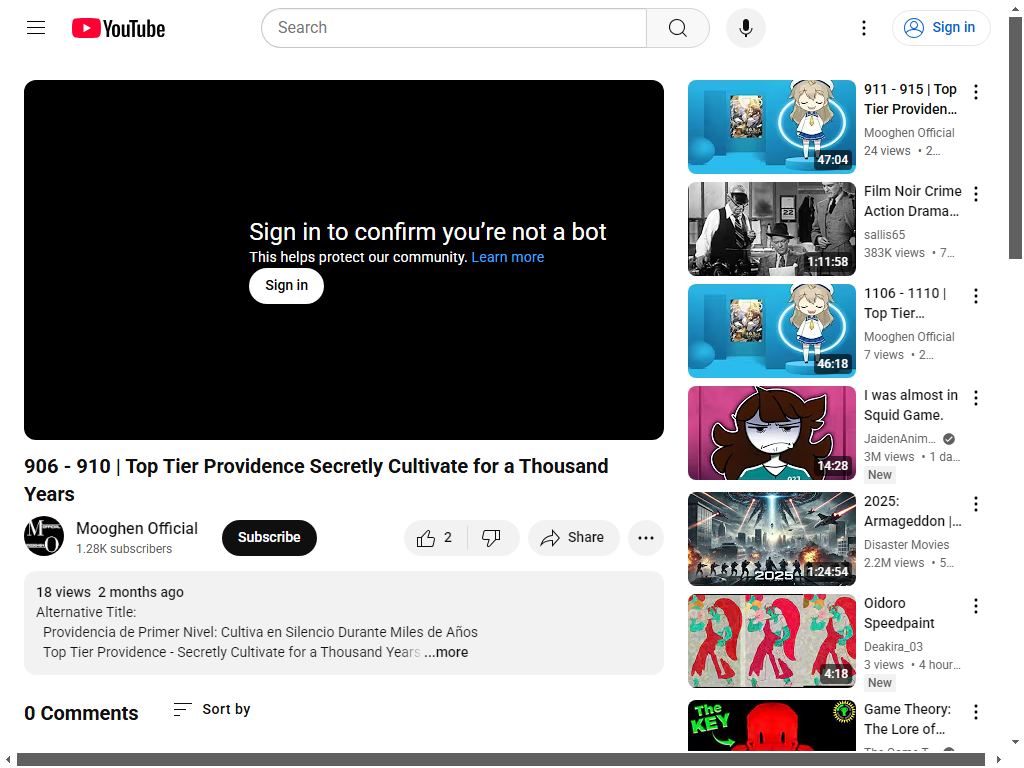 YouTube
Search
Sign in
Sign in to confirm you're not a bot
This helps protect our community. Learn more
Sign in
906 - 910 | Top Tier Providence Secretly Cultivate for a Thousand
Years
Mooghen Official
1.28K subscribers
Subscribe
2
Share
18 views 2 months ago
Alternative Title:
Providencia de Primer Nivel: Cultiva en Silencio Durante Miles de Años
Top Tier Providence - Secretly Cultivate for a Thousand Years ...more
0 Comments
Sort by
47:04
911 - 915 | Top
Tier Providen...
Mooghen Official
24 views • 2...
22
1:11:58
Film Noir Crime
Action Drama...
sallis65
383K views • 7...
46:18
1106 - 1110 |
Top Tier...
Mooghen Official
7 views • 2...
14:28
I was almost in
Squid Game.
JaidenAnim...
3M views • 1 da...
New
2025
1:24:54
2025:
Armageddon |...
Disaster Movies
2.2M views • 5...
4:18
Oidoro
Speedpaint
Deakira_03
3 views • 4 hour...
New
The
KEY
Game Theory:
The Lore of...